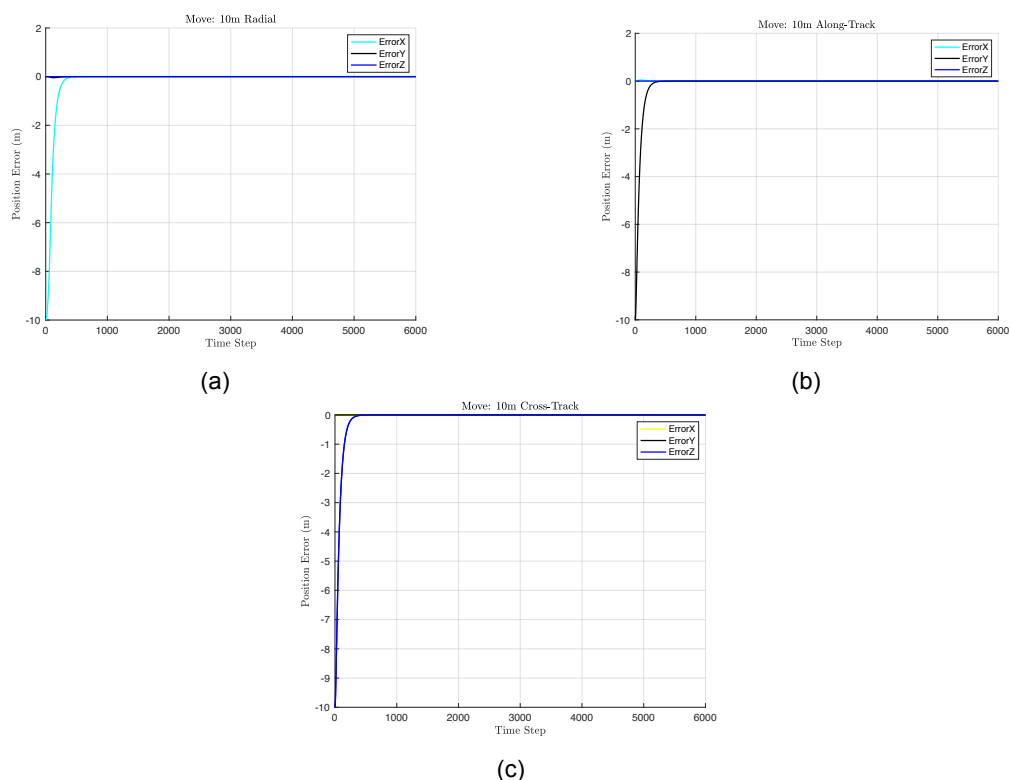 Move: 10m Radial
2
0
-2
-4
-6
-8
-10
Position Error (m)
ErrorX
ErrorY
ErrorZ
0 1000 2000 3000 4000 5000 6000
Time Step
(a)
Move: 10m Along-Track
2
0
-2
-4
-6
-8
-10
Position Error (m)
ErrorX
ErrorY
ErrorZ
0 1000 2000 3000 4000 5000 6000
Time Step
(b)
Move: 10m Cross-Track
0
-1
-2
-3
-4
-5
-6
-7
-8
-9
-10
Position Error (m)
ErrorX
ErrorY
ErrorZ
0 1000 2000 3000 4000 5000 6000
Time Step
(c)